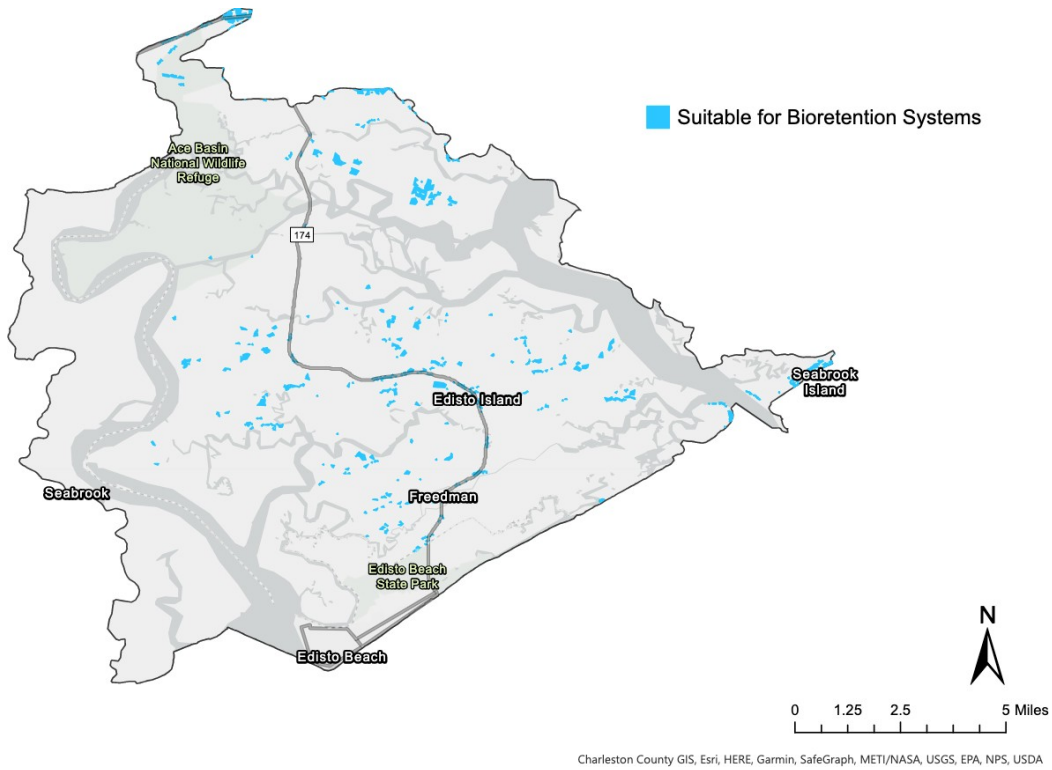 Suitable for Bioretention Systems
Ace Basin
National Wildlife
Refuge
174
Seabrook
Island
Edisto Island
Seabrook
Freedman
Edisto Beach
State Park
Edisto Beach
N
0 1.25 2.5 5 Miles
Charleston County GIS, Esri, HERE, Garmin, SafeGraph, METI/NASA, USGS, EPA, NPS, USDA